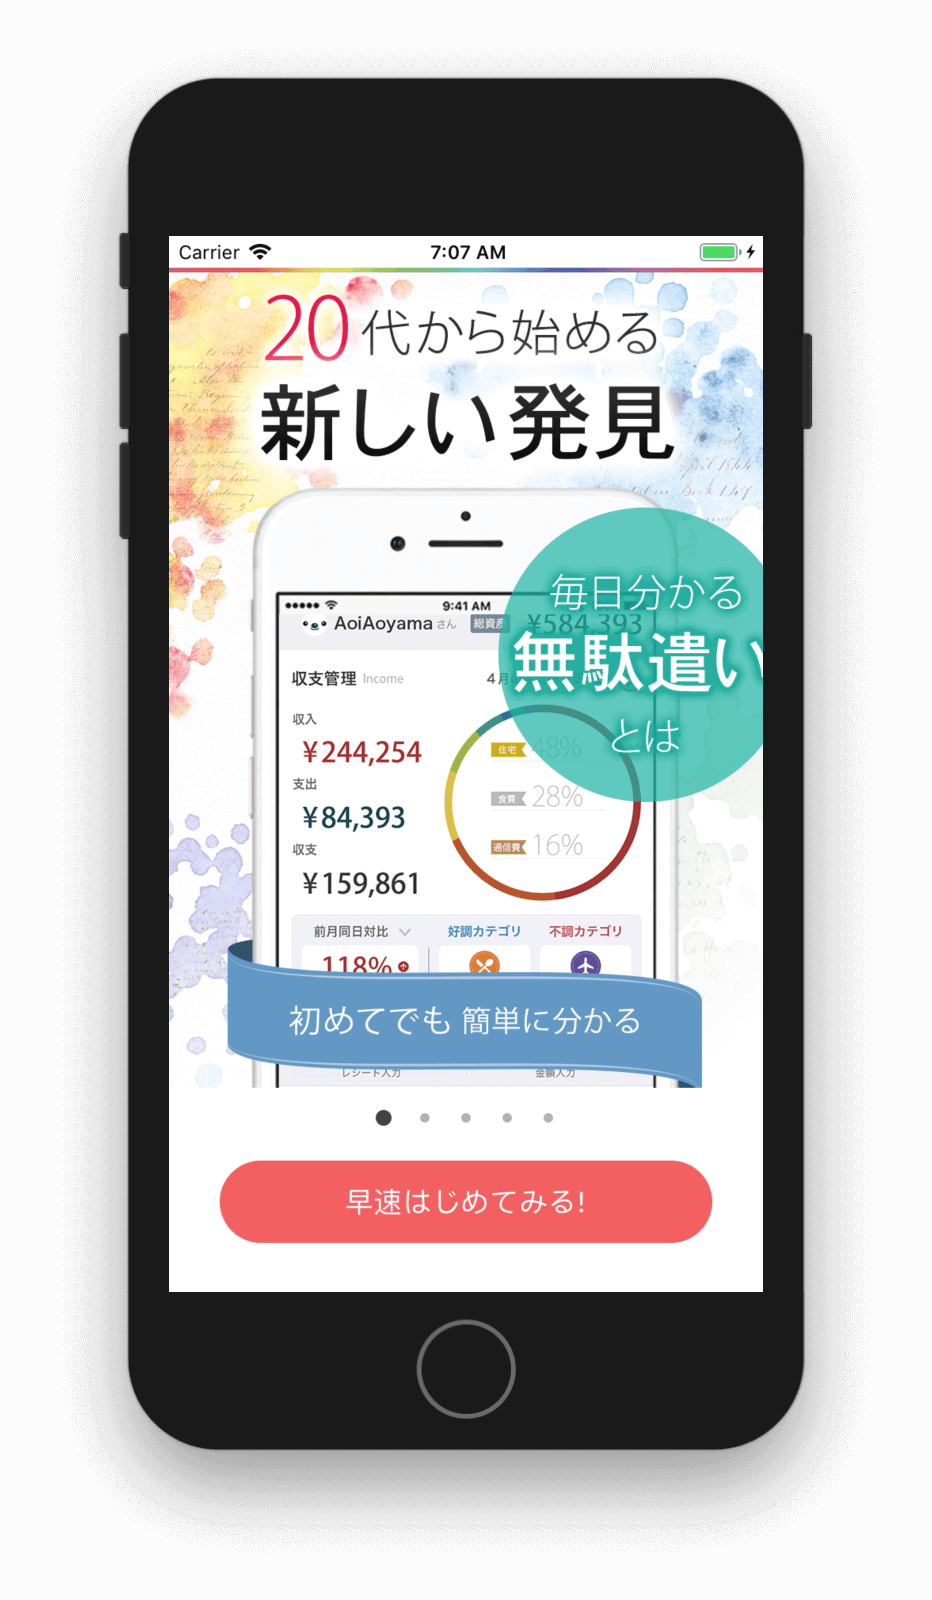 Carrier 7:07 AM
20代から始める
新しい発見
毎日分かる
無駄遣い
とは
9:41 AM
AoiAoyama さん 総資産 ¥584,393
収支管理 Income 4月
収入
¥244,254
支出
¥84,393
収支
¥159,861
住宅 48%
食費 28%
通信費 16%
前月同日対比 好調カテゴリ 不調カテゴリ
118%
初めてでも 簡単に分かる
レシート入力 金額入力
早速はじめてみる!